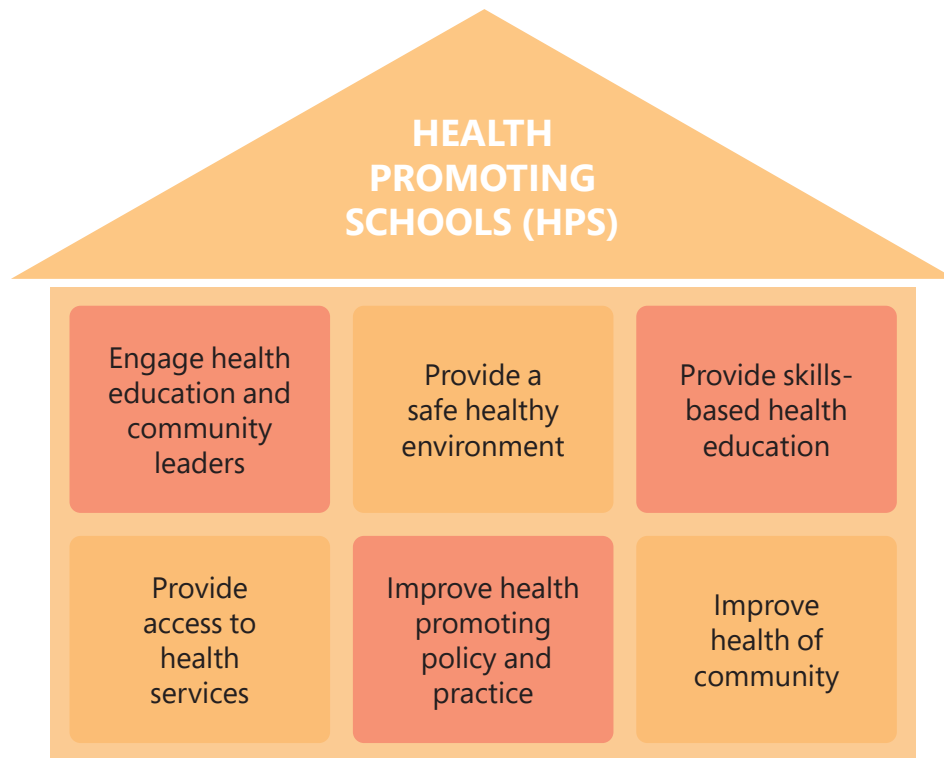 HEALTH
PROMOTING
SCHOOLS (HPS)
Engage health
education and
community
leaders
Provide a
safe healthy
environment
Provide skills-
based health
education
Provide
access to
health
services
Improve health
promoting
policy and
practice
Improve
health of
community